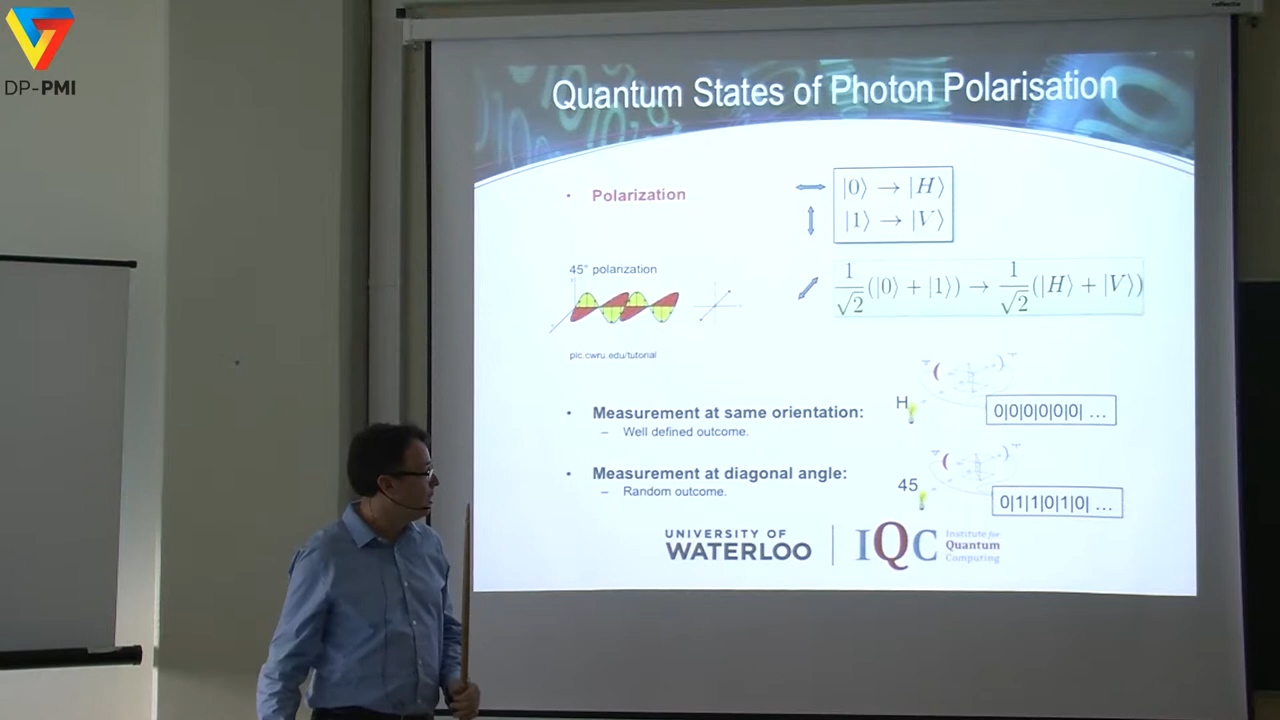 DP-PMI
reflecta
Quantum States of Photon Polarisation
• Polarization
|0⟩ → |H⟩
|1⟩ → |V⟩
45° polarization
1/√2 (|0⟩ + |1⟩) → 1/√2 (|H⟩ + |V⟩)
plc.cwru.edu/tutorial
• Measurement at same orientation:
– Well defined outcome.
H
0|0|0|0|0|0| ...
• Measurement at diagonal angle:
– Random outcome.
45
0|1|1|0|1|0| ...
UNIVERSITY OF
WATERLOO
IQC
Institute for
Quantum
Computing